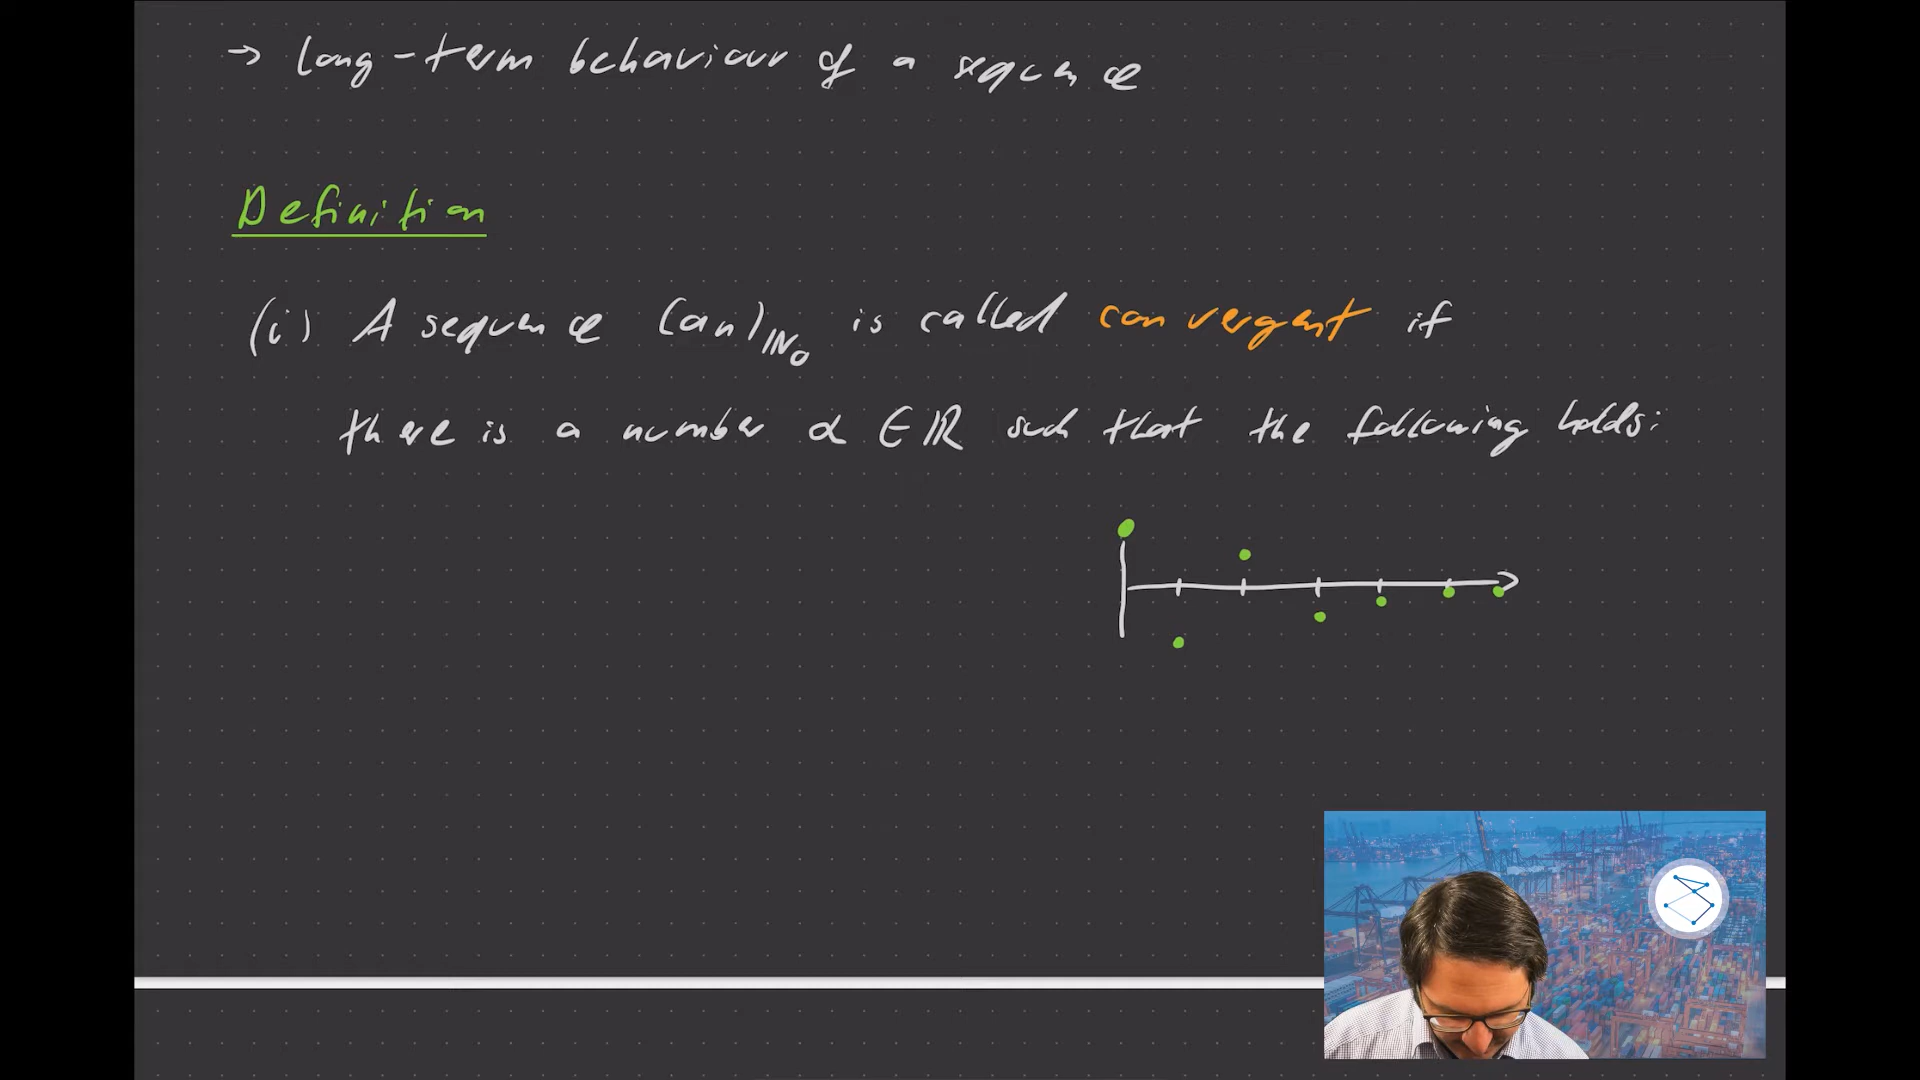 → long-term behaviour of a sequence
Definition
(i) A sequence (an)ℕ₀ is called convergent if
there is a number α ∈ ℝ such that the following holds: